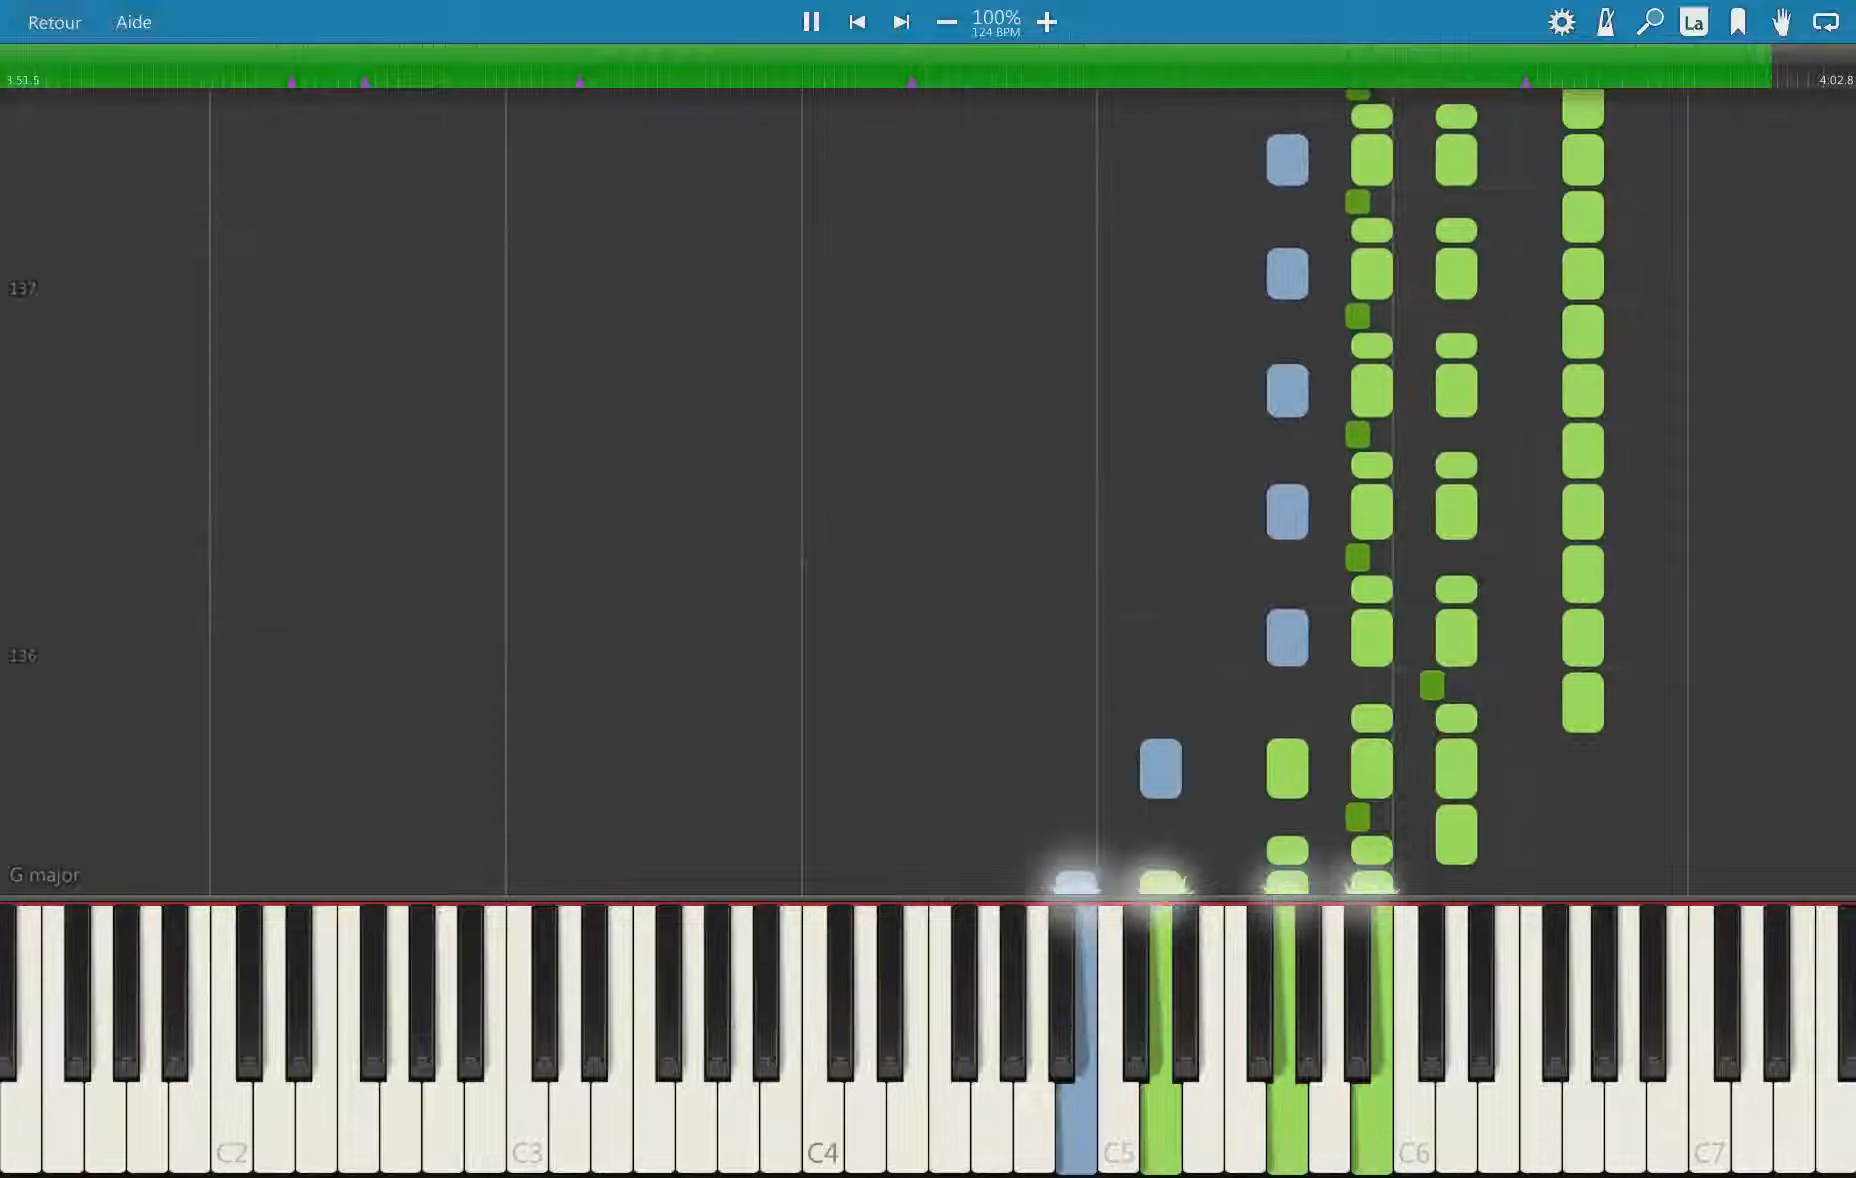 Retour Aide 100% La
124 BPM
3:51.5 4:02.8
137
136
G major
C2 C3 C4 C5 C6 C7